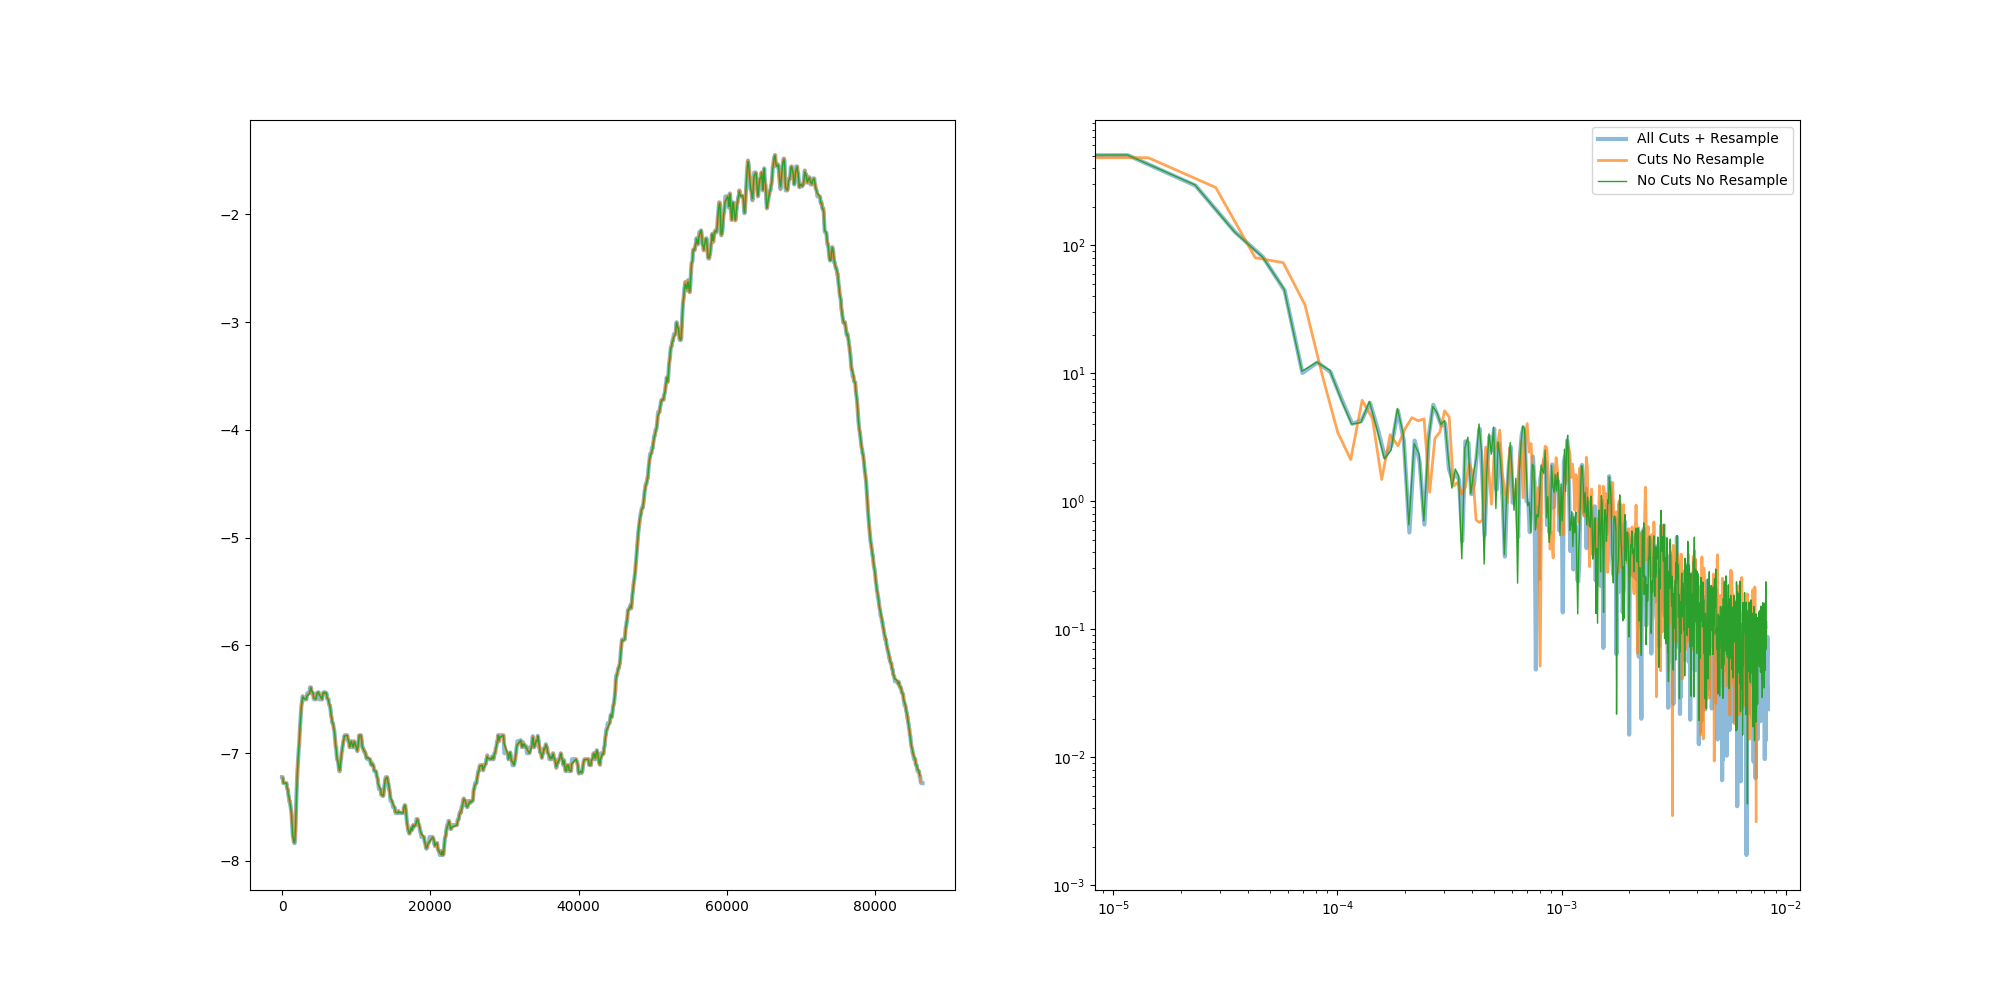 −2
−3
−4
−5
−6
−7
−8
0 20000 40000 60000 80000
All Cuts + Resample
Cuts No Resample
No Cuts No Resample
10²
10¹
10⁰
10⁻¹
10⁻²
10⁻³
10⁻⁵ 10⁻⁴ 10⁻³ 10⁻²